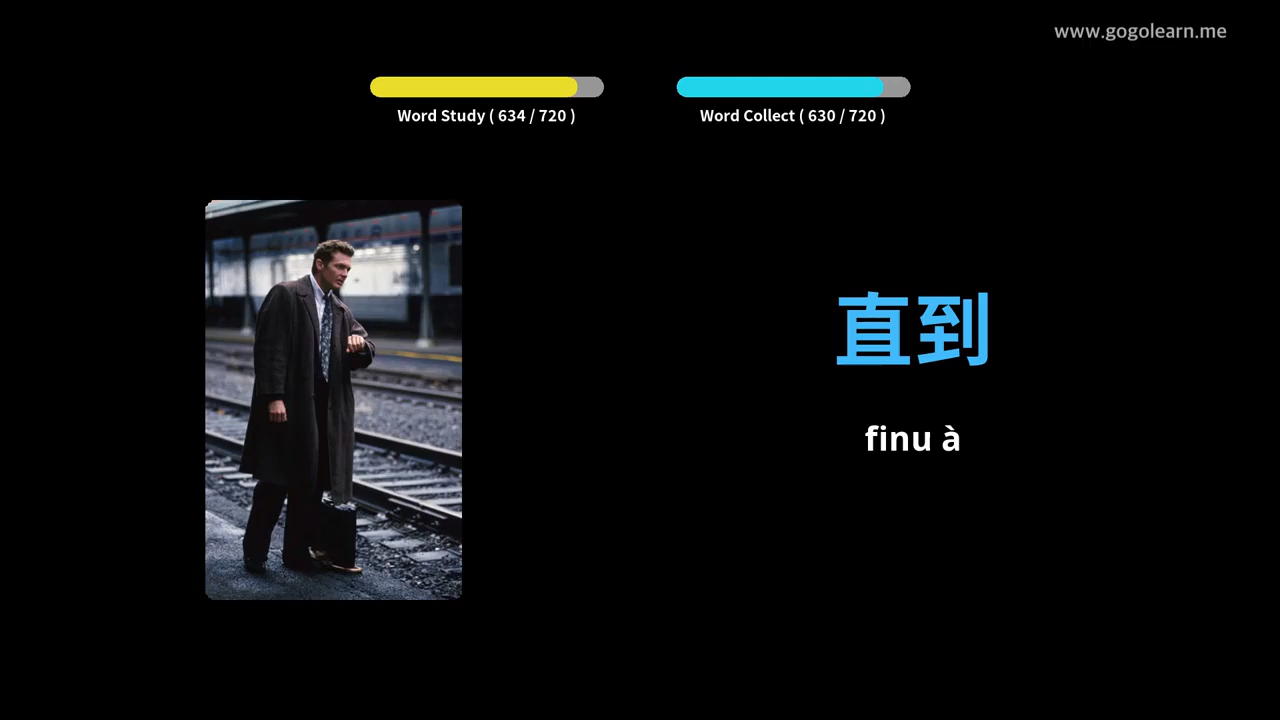 www.gogolearn.me
Word Study ( 634 / 720 )
Word Collect ( 630 / 720 )
直到
finu à